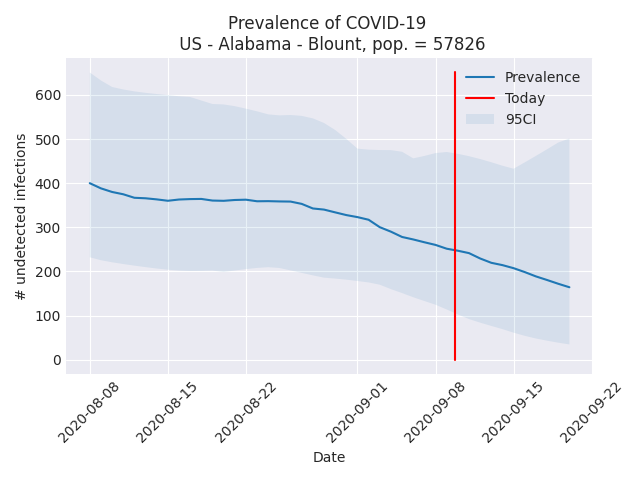 Prevalence of COVID-19
US - Alabama - Blount, pop. = 57826
Prevalence
Today
95CI
600
500
400
300
200
100
0
# undetected infections
2020-08-08
2020-08-15
2020-08-22
2020-09-01
2020-09-08
2020-09-15
2020-09-22
Date